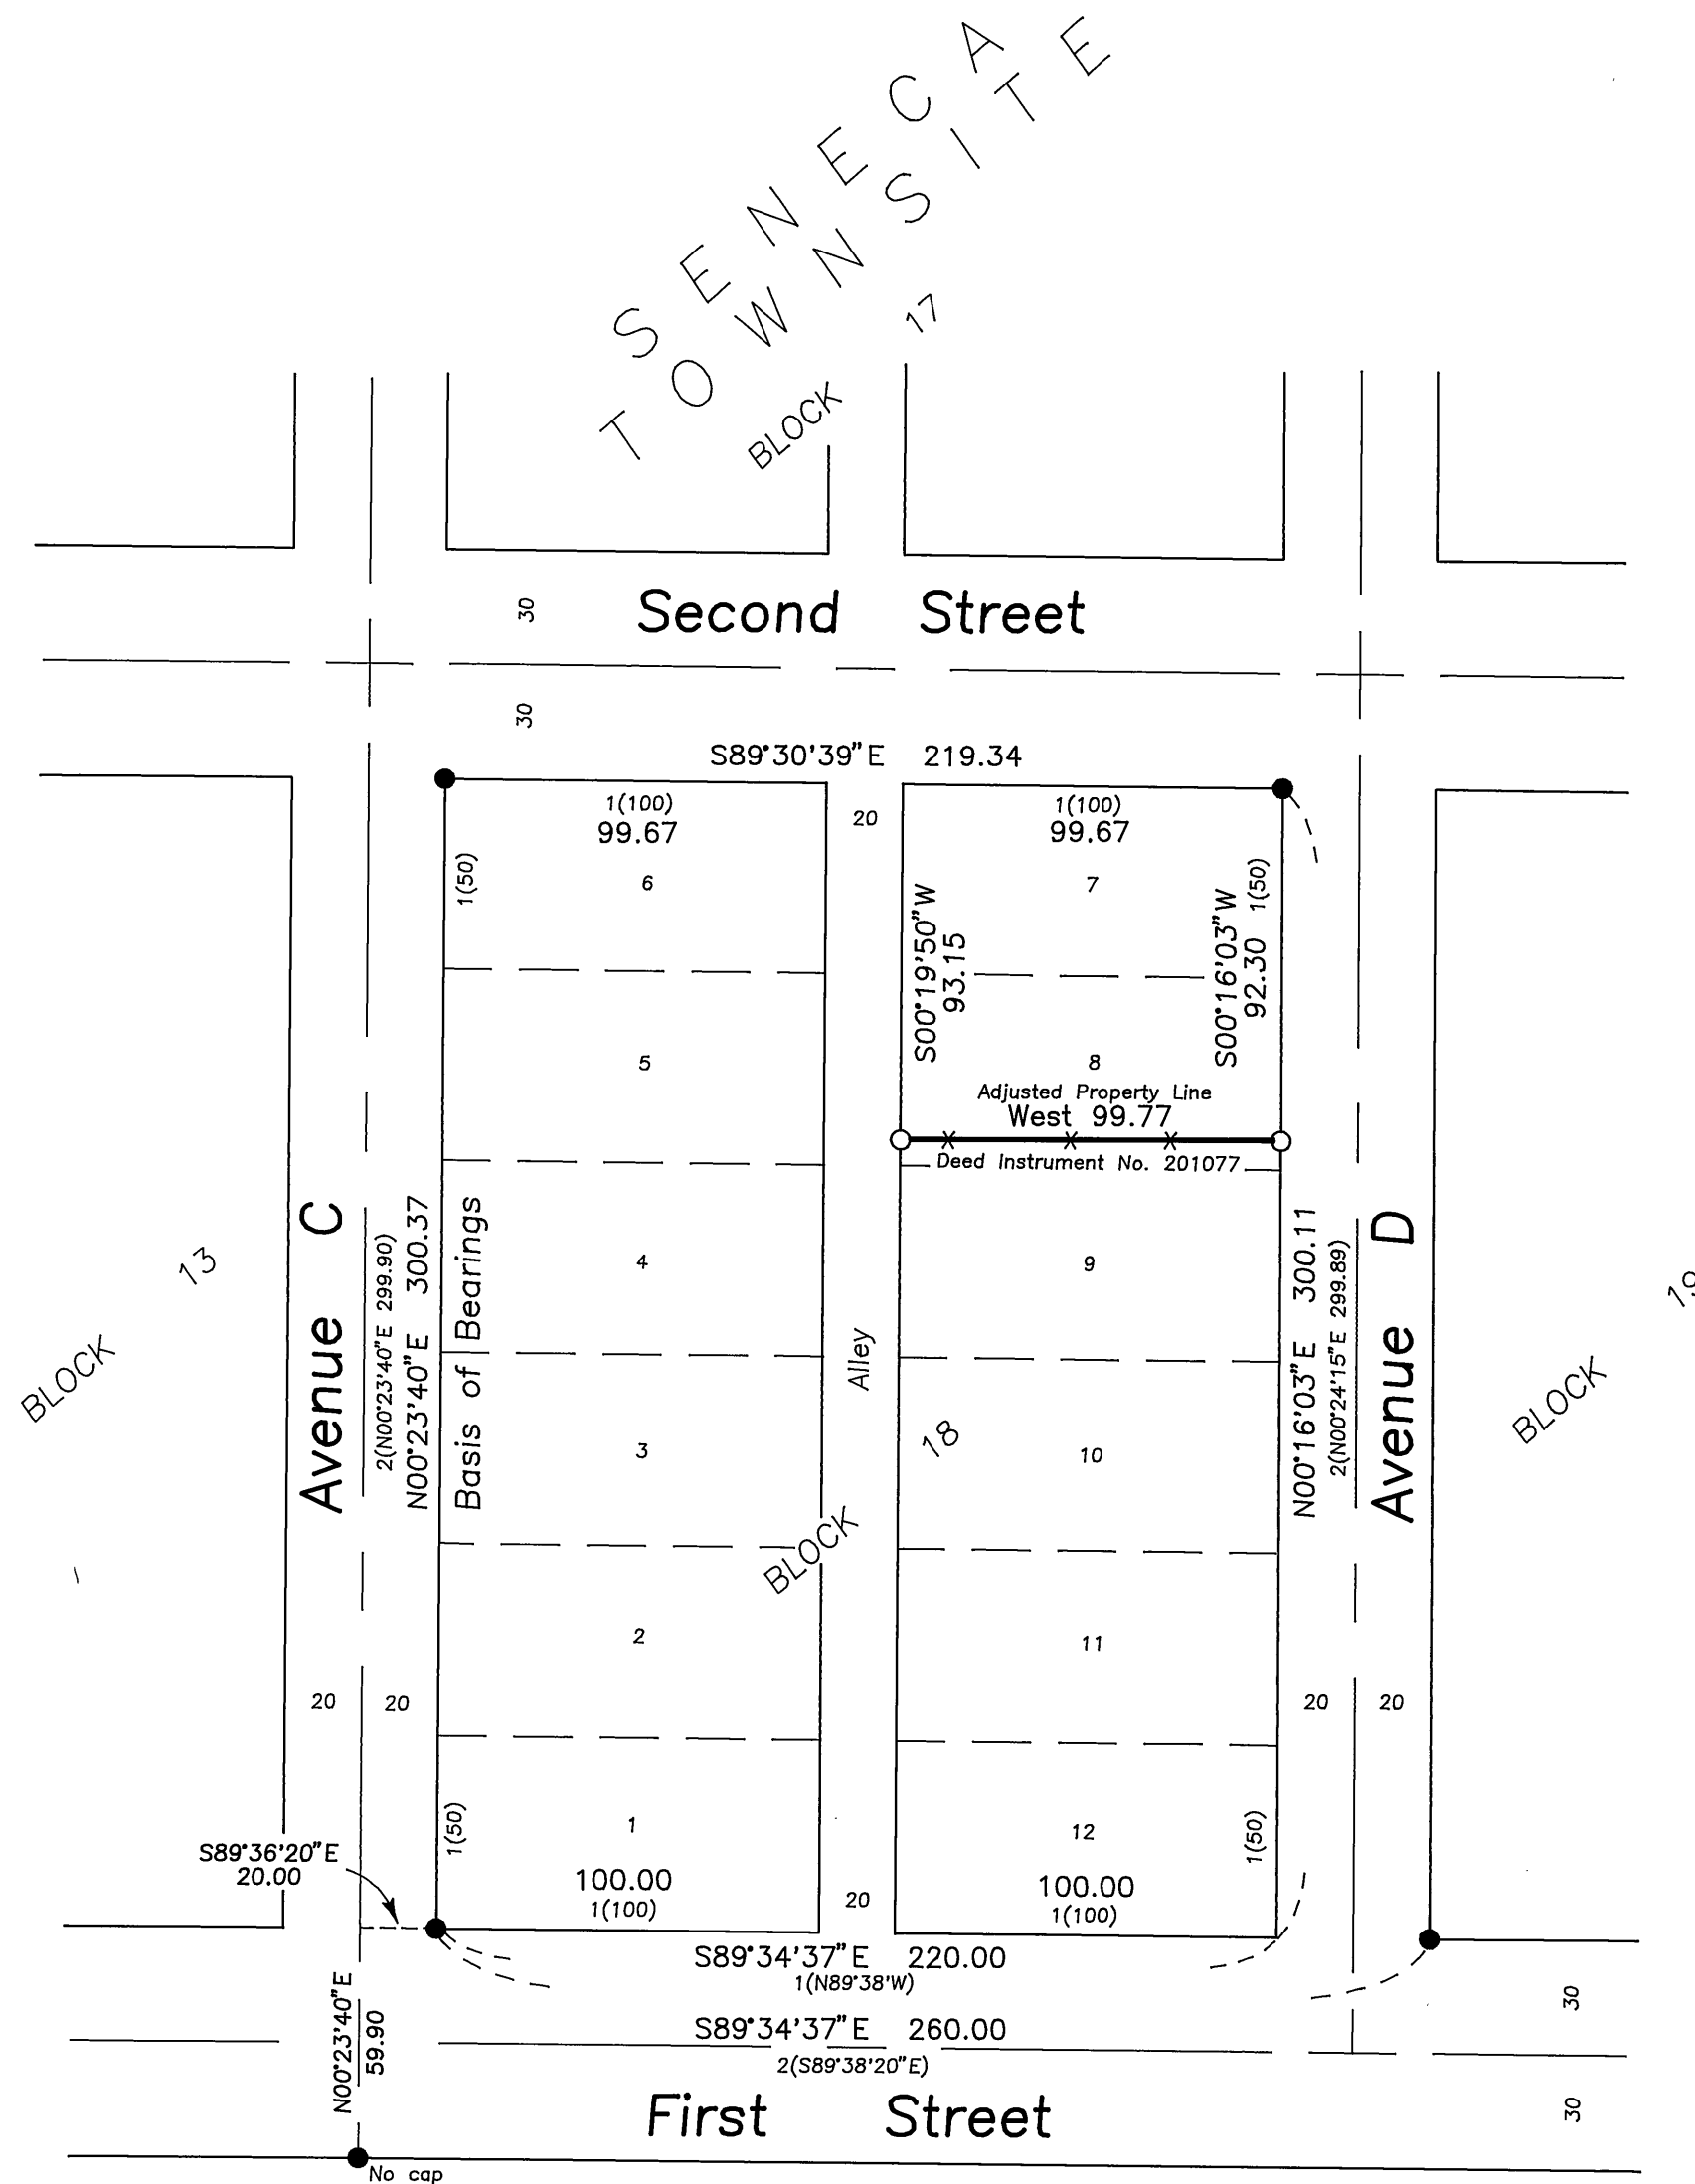 SENECA
TOWNSITE
BLOCK 17
30
Second Street
30
S89°30'39"E 219.34
1(100)
99.67
20
1(100)
99.67
1(50)
6
7
S00°19'50"W
93.15
S00°16'03"W
92.30 1(50)
5
8
Adjusted Property Line
West 99.77
Deed Instrument No. 201077
Avenue C
2(N00°23'40"E 299.90)
N00°23'40"E 300.37
Basis of Bearings
4
9
N00°16'03"E 300.11
2(N00°24'15"E 299.89)
Avenue D
BLOCK 13
Alley
BLOCK 18
BLOCK 19
3
10
2
11
20
20
20
20
1(50)
1
12
1(50)
S89°36'20"E
20.00
100.00
1(100)
20
100.00
1(100)
S89°34'37"E 220.00
1(N89°38'W)
N00°23'40"E
59.90
S89°34'37"E 260.00
2(S89°38'20"E)
30
First Street
30
No cap